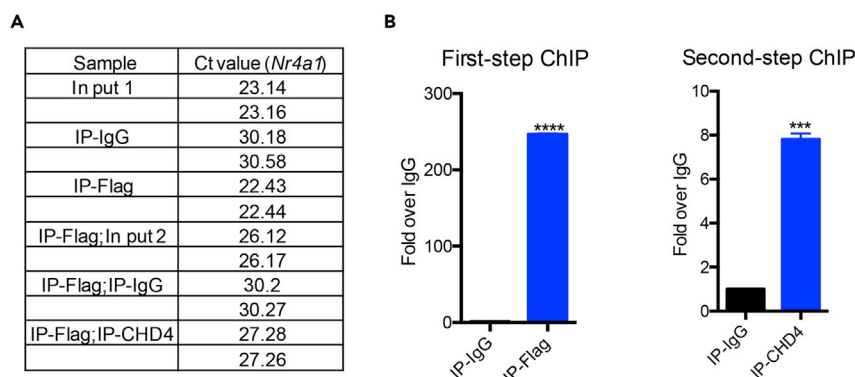 A
Sample Ct value (Nr4a1)
In put 1 23.14
23.16
IP-IgG 30.18
30.58
IP-Flag 22.43
22.44
IP-Flag;In put 2 26.12
26.17
IP-Flag;IP-IgG 30.2
30.27
IP-Flag;IP-CHD4 27.28
27.26
B
First-step ChIP
Fold over IgG
300
200
100
0
****
IP-IgG
IP-Flag
Second-step ChIP
Fold over IgG
10
8
6
4
2
0
***
IP-IgG
IP-CHD4